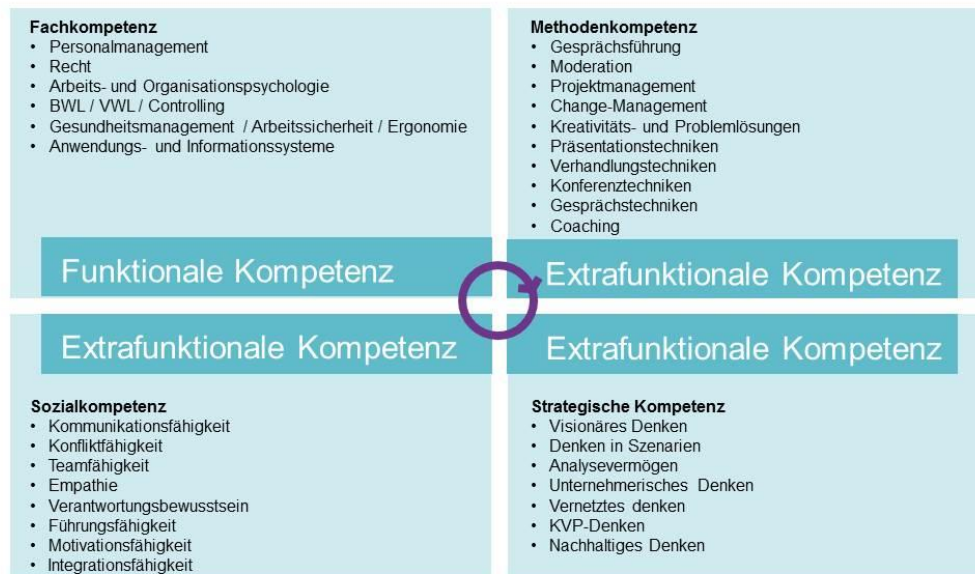 Fachkompetenz
• Personalmanagement
• Recht
• Arbeits- und Organisationspsychologie
• BWL / VWL / Controlling
• Gesundheitsmanagement / Arbeitssicherheit / Ergonomie
• Anwendungs- und Informationssysteme
Funktionale Kompetenz
Methodenkompetenz
• Gesprächsführung
• Moderation
• Projektmanagement
• Change-Management
• Kreativitäts- und Problemlösungen
• Präsentationstechniken
• Verhandlungstechniken
• Konferenztechniken
• Gesprächstechniken
• Coaching
Extrafunktionale Kompetenz
Extrafunktionale Kompetenz
Sozialkompetenz
• Kommunikationsfähigkeit
• Konfliktfähigkeit
• Teamfähigkeit
• Empathie
• Verantwortungsbewusstsein
• Führungsfähigkeit
• Motivationsfähigkeit
• Integrationsfähigkeit
Extrafunktionale Kompetenz
Strategische Kompetenz
• Visionäres Denken
• Denken in Szenarien
• Analysevermögen
• Unternehmerisches Denken
• Vernetztes denken
• KVP-Denken
• Nachhaltiges Denken